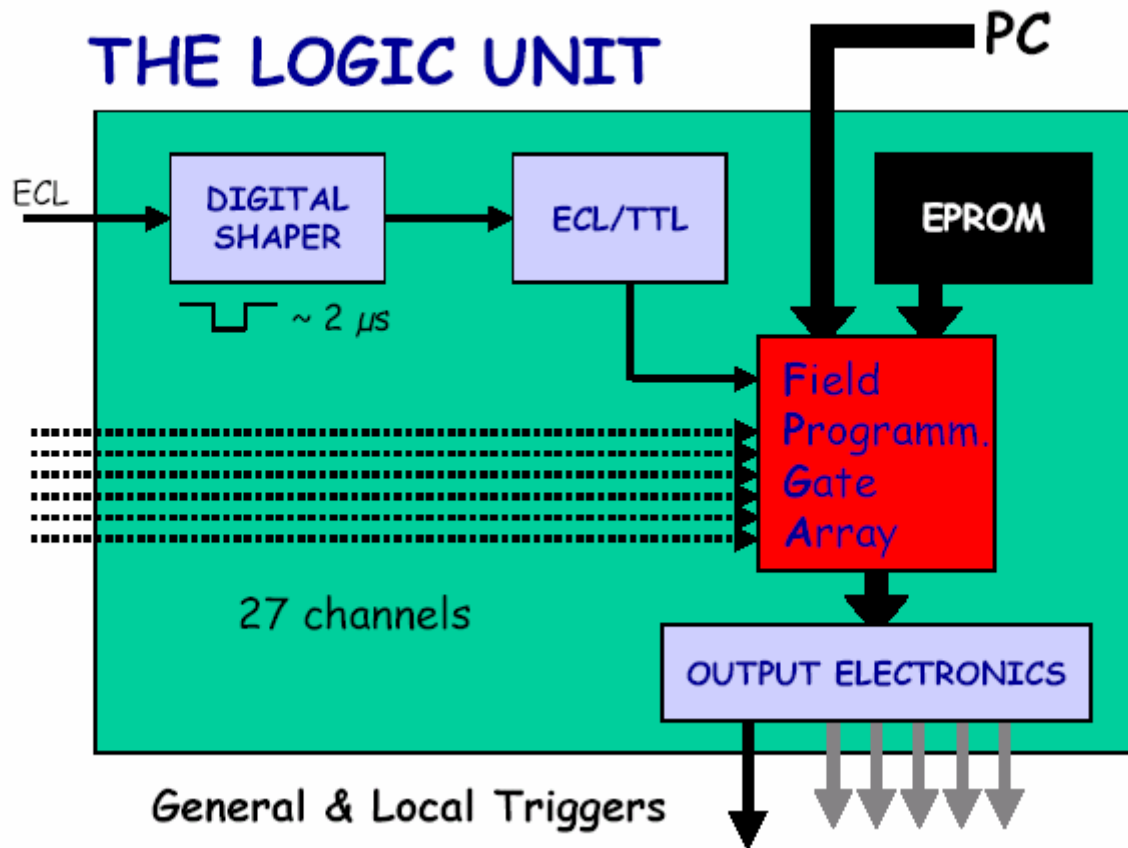 THE LOGIC UNIT
PC
ECL
DIGITAL
SHAPER
ECL/TTL
EPROM
~ 2 µs
Field
Programm.
Gate
Array
27 channels
OUTPUT ELECTRONICS
General & Local Triggers